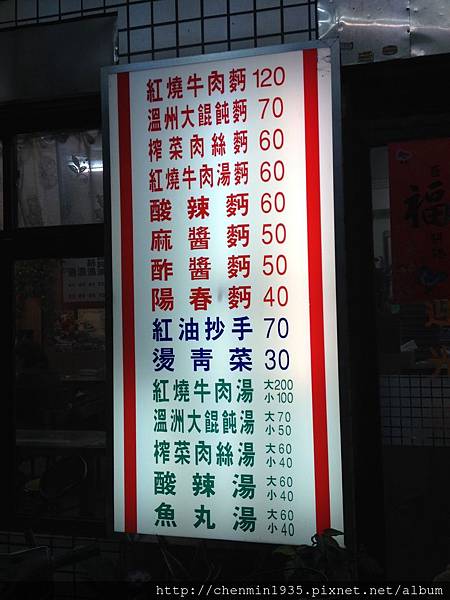 紅燒牛肉麪 120
溫州大餛飩麪 70
榨菜肉絲麪 60
紅燒牛肉湯麪 60
酸辣麪 60
麻醬麪 50
酢醬麪 50
陽春麪 40
紅油抄手 70
燙青菜 30
紅燒牛肉湯 大200 小100
溫洲大餛飩湯 大70 小50
榨菜肉絲湯 大60 小40
酸辣湯 大60 小40
魚丸湯 大60 小40
福
http://chenmin1935.pixnet.net/album